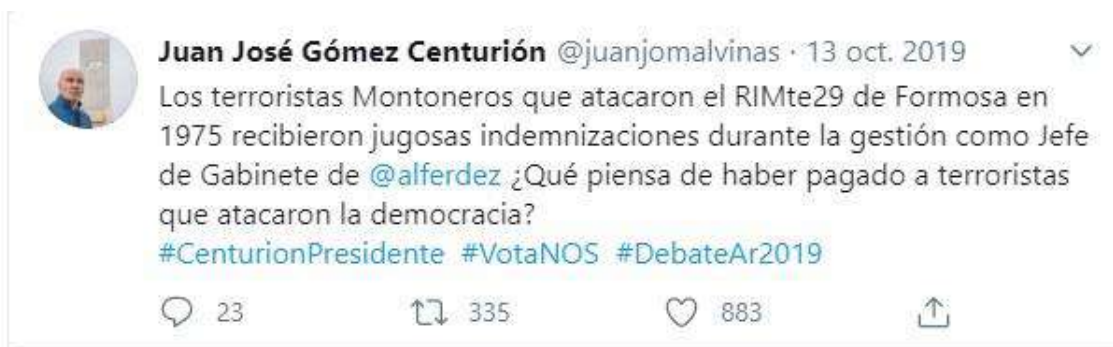 Juan José Gómez Centurión @juanjomalvinas · 13 oct. 2019
Los terroristas Montoneros que atacaron el RIMte29 de Formosa en
1975 recibieron jugosas indemnizaciones durante la gestión como Jefe
de Gabinete de @alferdez ¿Qué piensa de haber pagado a terroristas
que atacaron la democracia?
#CenturionPresidente #VotaNOS #DebateAr2019
23 335 883